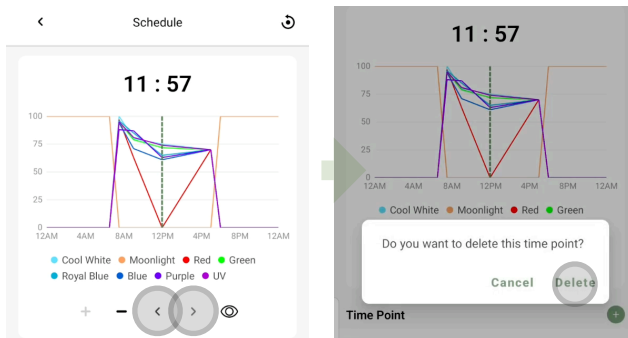 Schedule
11 : 57
100
75
50
25
0
12AM 4AM 8AM 12PM 4PM 8PM 12AM
Cool White Moonlight Red Green
Royal Blue Blue Purple UV
11 : 57
100
75
50
25
0
12AM 4AM 8AM 12PM 4PM 8PM 12AM
Cool White Moonlight Red Green
Do you want to delete this time point?
Cancel Delete
Time Point